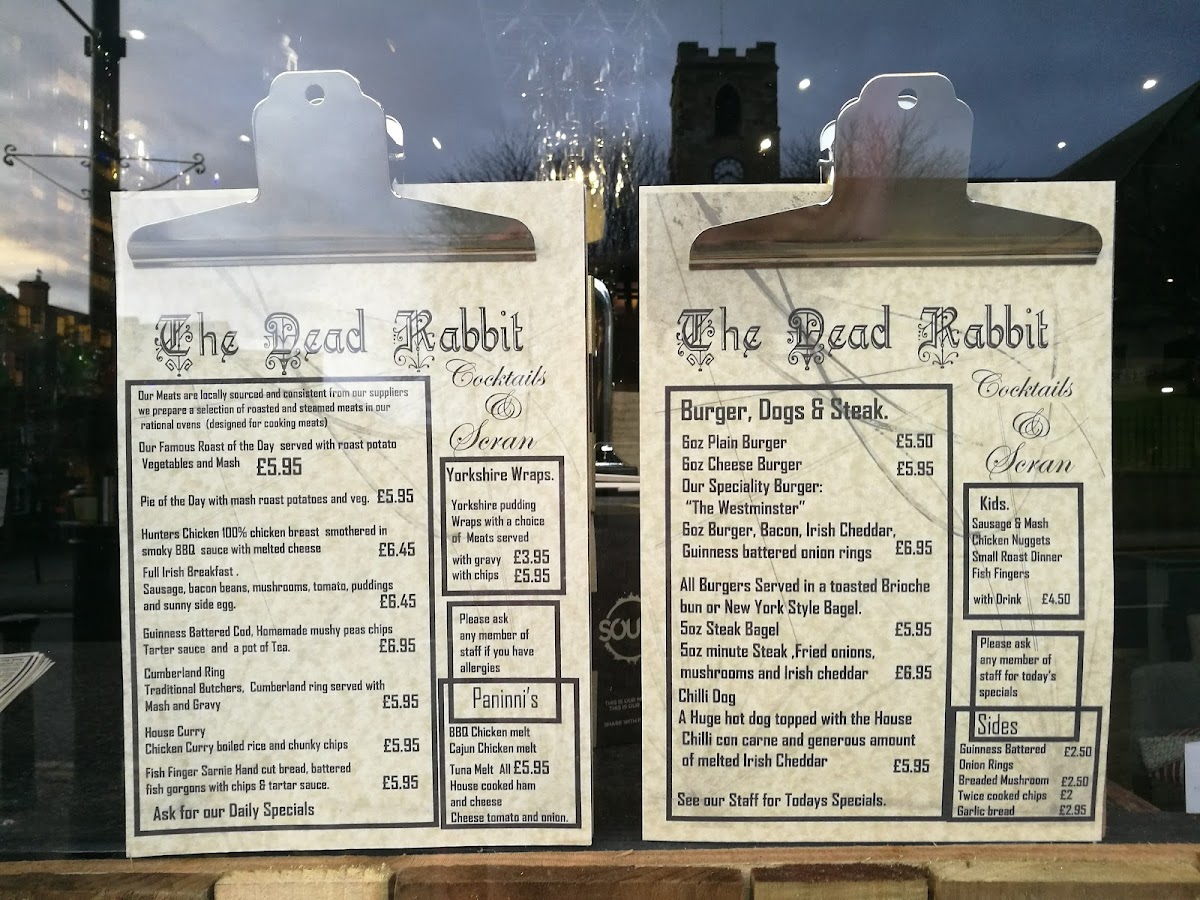 The Dead Rabbit
Cocktails
&
Scran
Our Meats are locally sourced and consistent from our suppliers
we prepare a selection of roasted and steamed meats in our
rational ovens (designed for cooking meats)
Our Famous Roast of the Day served with roast potato
Vegetables and Mash £5.95
Pie of the Day with mash roast potatoes and veg. £5.95
Hunters Chicken 100% chicken breast smothered in
smoky BBQ sauce with melted cheese £6.45
Full Irish Breakfast .
Sausage, bacon beans, mushrooms, tomato, puddings
and sunny side egg. £6.45
Guinness Battered Cod, Homemade mushy peas chips
Tarter sauce and a pot of Tea. £6.95
Cumberland Ring
Traditional Butchers, Cumberland ring served with
Mash and Gravy £5.95
House Curry
Chicken Curry boiled rice and chunky chips £5.95
Fish Finger Sarnie Hand cut bread, battered
fish gorgons with chips & tartar sauce. £5.95
Ask for our Daily Specials
Yorkshire Wraps.
Yorkshire pudding
Wraps with a choice
of Meats served
with gravy £3.95
with chips £5.95
Please ask
any member of
staff if you have
allergies
Paninni's
BBQ Chicken melt
Cajun Chicken melt
Tuna Melt All £5.95
House cooked ham
and cheese
Cheese tomato and onion.
The Dead Rabbit
Cocktails
&
Scran
Burger, Dogs & Steak.
6oz Plain Burger £5.50
6oz Cheese Burger £5.95
Our Speciality Burger:
"The Westminster"
6oz Burger, Bacon, Irish Cheddar,
Guinness battered onion rings £6.95
All Burgers Served in a toasted Brioche
bun or New York Style Bagel.
5oz Steak Bagel £5.95
5oz minute Steak ,Fried onions,
mushrooms and Irish cheddar £6.95
Chilli Dog
A Huge hot dog topped with the House
Chilli con carne and generous amount
of melted Irish Cheddar £5.95
See our Staff for Todays Specials.
Kids.
Sausage & Mash
Chicken Nuggets
Small Roast Dinner
Fish Fingers
with Drink £4.50
Please ask
any member of
staff for today's
specials
Sides
Guinness Battered £2.50
Onion Rings
Breaded Mushroom £2.50
Twice cooked chips £2
Garlic bread £2.95
SOU